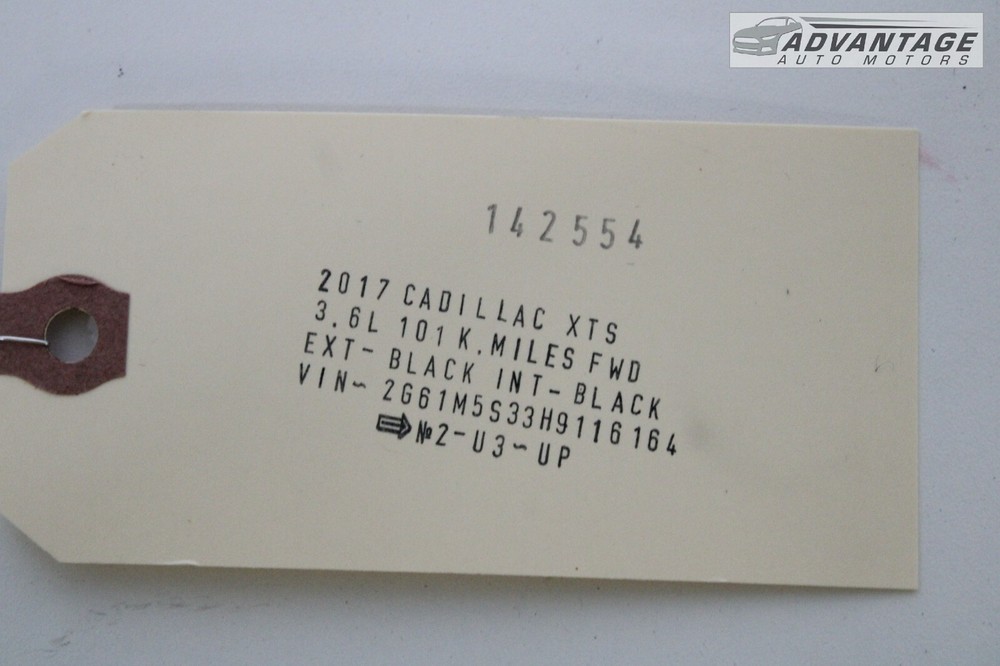 ADVANTAGE
AUTO MOTORS
142554
2017 CADILLAC XTS
3.6L 101 K.MILES FWD
EXT- BLACK INT- BLACK
VIN~ 2G61M5S33H9116164
⇨ №2-U3~UP